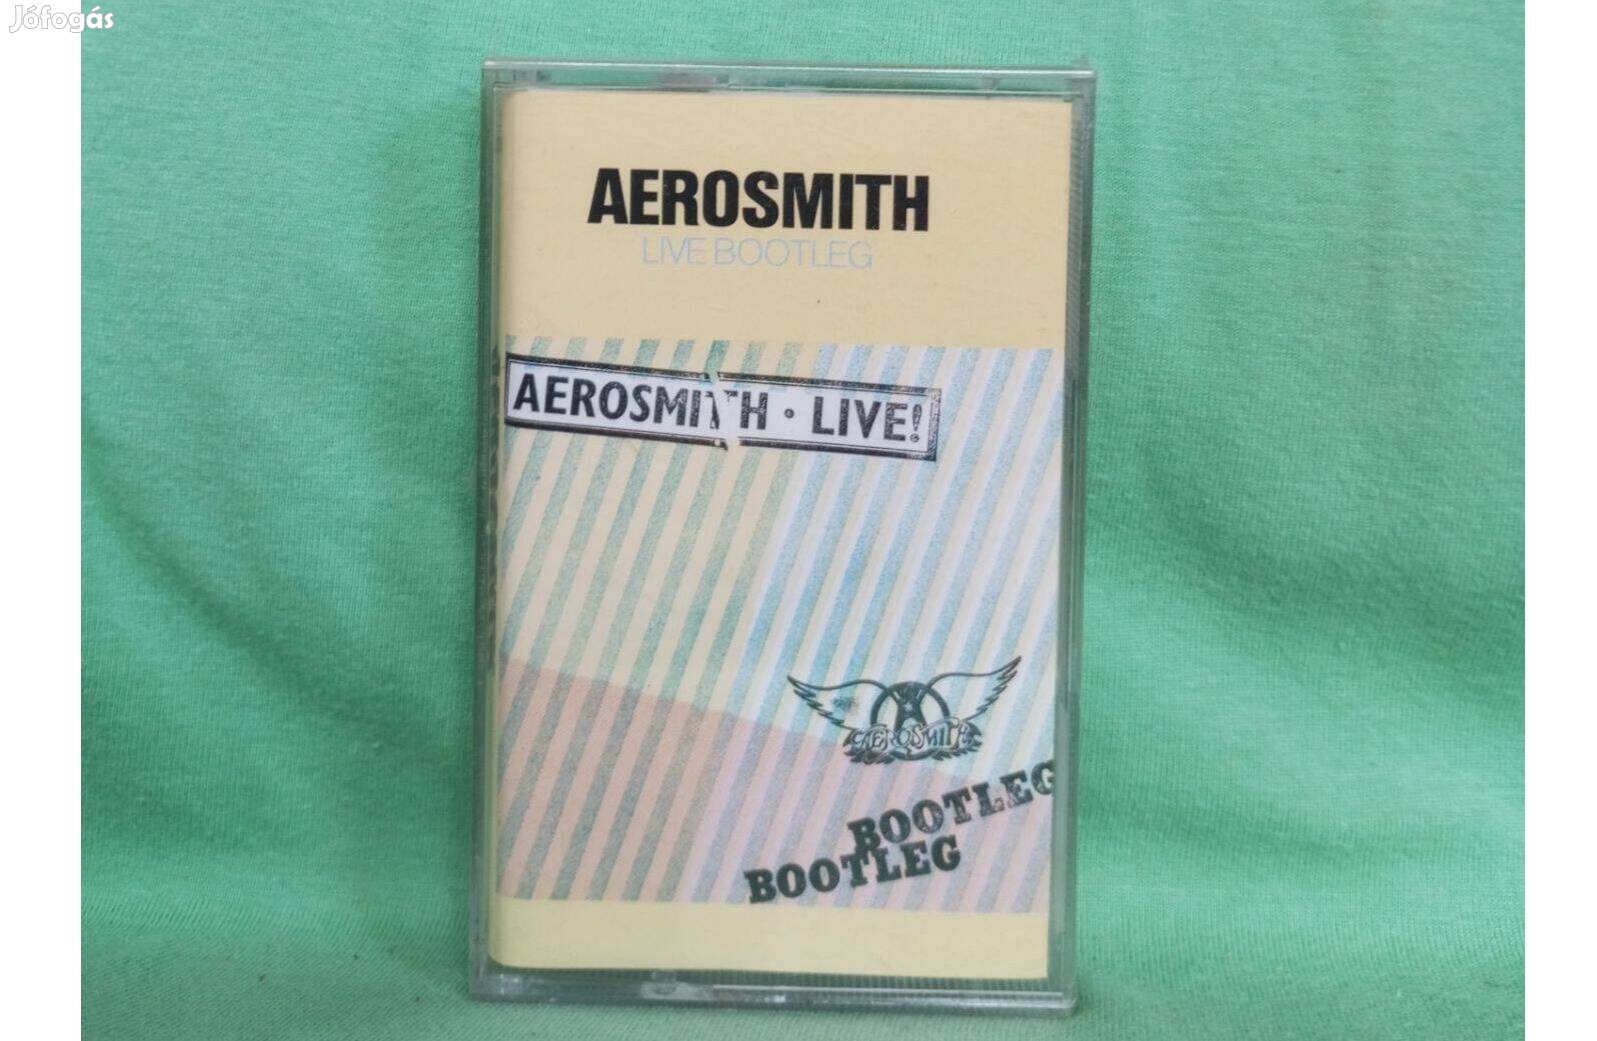 Jófogás
AEROSMITH
LIVE BOOTLEG
AEROSMITH · LIVE!
AEROSMITH
BOOTLEG
BOOTLEG